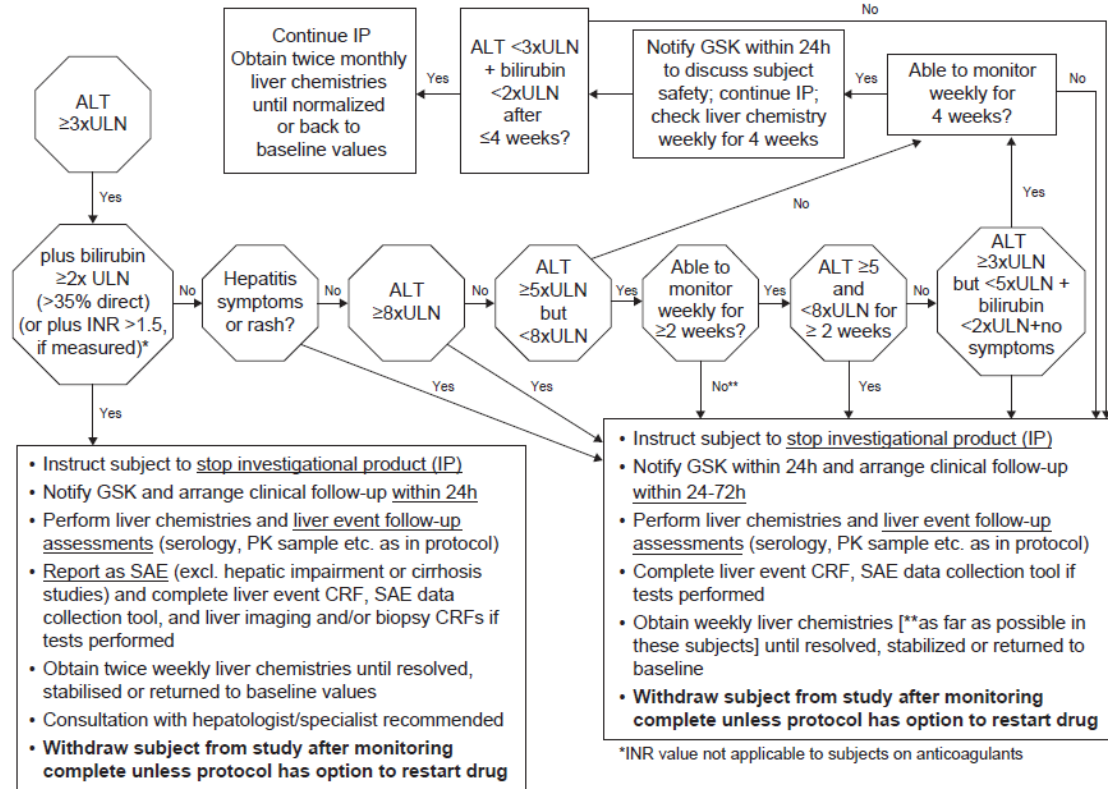 ALT
≥3xULN
Yes
Continue IP
Obtain twice monthly
liver chemistries
until normalized
or back to
baseline values
Yes
ALT <3xULN
+ bilirubin
<2xULN
after
≤4 weeks?
No
Notify GSK within 24h
to discuss subject
safety; continue IP;
check liver chemistry
weekly for 4 weeks
Yes
Able to monitor
weekly for
4 weeks?
No
plus bilirubin
≥2x ULN
(>35% direct)
(or plus INR >1.5,
if measured)*
No
Yes
Hepatitis
symptoms
or rash?
No
Yes
ALT
≥8xULN
No
Yes
ALT
≥5xULN
but
<8xULN
No
Yes
Able to
monitor
weekly for
≥2 weeks?
Yes
No**
ALT ≥5
and
<8xULN for
≥ 2 weeks
No
Yes
ALT
≥3xULN
but <5xULN +
bilirubin
<2xULN+no
symptoms
Yes
• Instruct subject to stop investigational product (IP)
• Notify GSK and arrange clinical follow-up within 24h
• Perform liver chemistries and liver event follow-up
assessments (serology, PK sample etc. as in protocol)
• Report as SAE (excl. hepatic impairment or cirrhosis
studies) and complete liver event CRF, SAE data
collection tool, and liver imaging and/or biopsy CRFs if
tests performed
• Obtain twice weekly liver chemistries until resolved,
stabilised or returned to baseline values
• Consultation with hepatologist/specialist recommended
• Withdraw subject from study after monitoring
complete unless protocol has option to restart drug
• Instruct subject to stop investigational product (IP)
• Notify GSK within 24h and arrange clinical follow-up
within 24-72h
• Perform liver chemistries and liver event follow-up
assessments (serology, PK sample etc. as in protocol)
• Complete liver event CRF, SAE data collection tool if
tests performed
• Obtain weekly liver chemistries [**as far as possible in
these subjects] until resolved, stabilized or returned to
baseline
• Withdraw subject from study after monitoring
complete unless protocol has option to restart drug
*INR value not applicable to subjects on anticoagulants